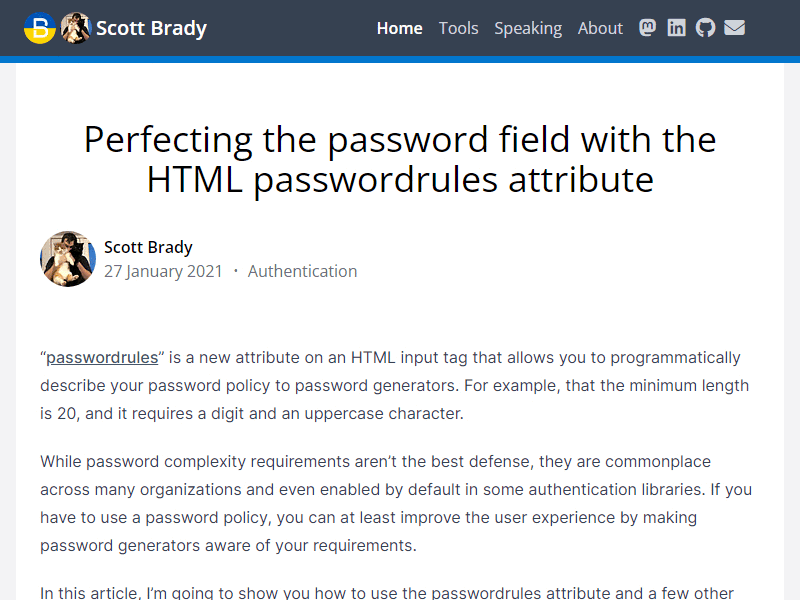 B Scott Brady Home Tools Speaking About
Perfecting the password field with the
HTML passwordrules attribute
Scott Brady
27 January 2021 • Authentication
“passwordrules” is a new attribute on an HTML input tag that allows you to programmatically
describe your password policy to password generators. For example, that the minimum length
is 20, and it requires a digit and an uppercase character.
While password complexity requirements aren’t the best defense, they are commonplace
across many organizations and even enabled by default in some authentication libraries. If you
have to use a password policy, you can at least improve the user experience by making
password generators aware of your requirements.
In this article, I’m going to show you how to use the passwordrules attribute and a few other